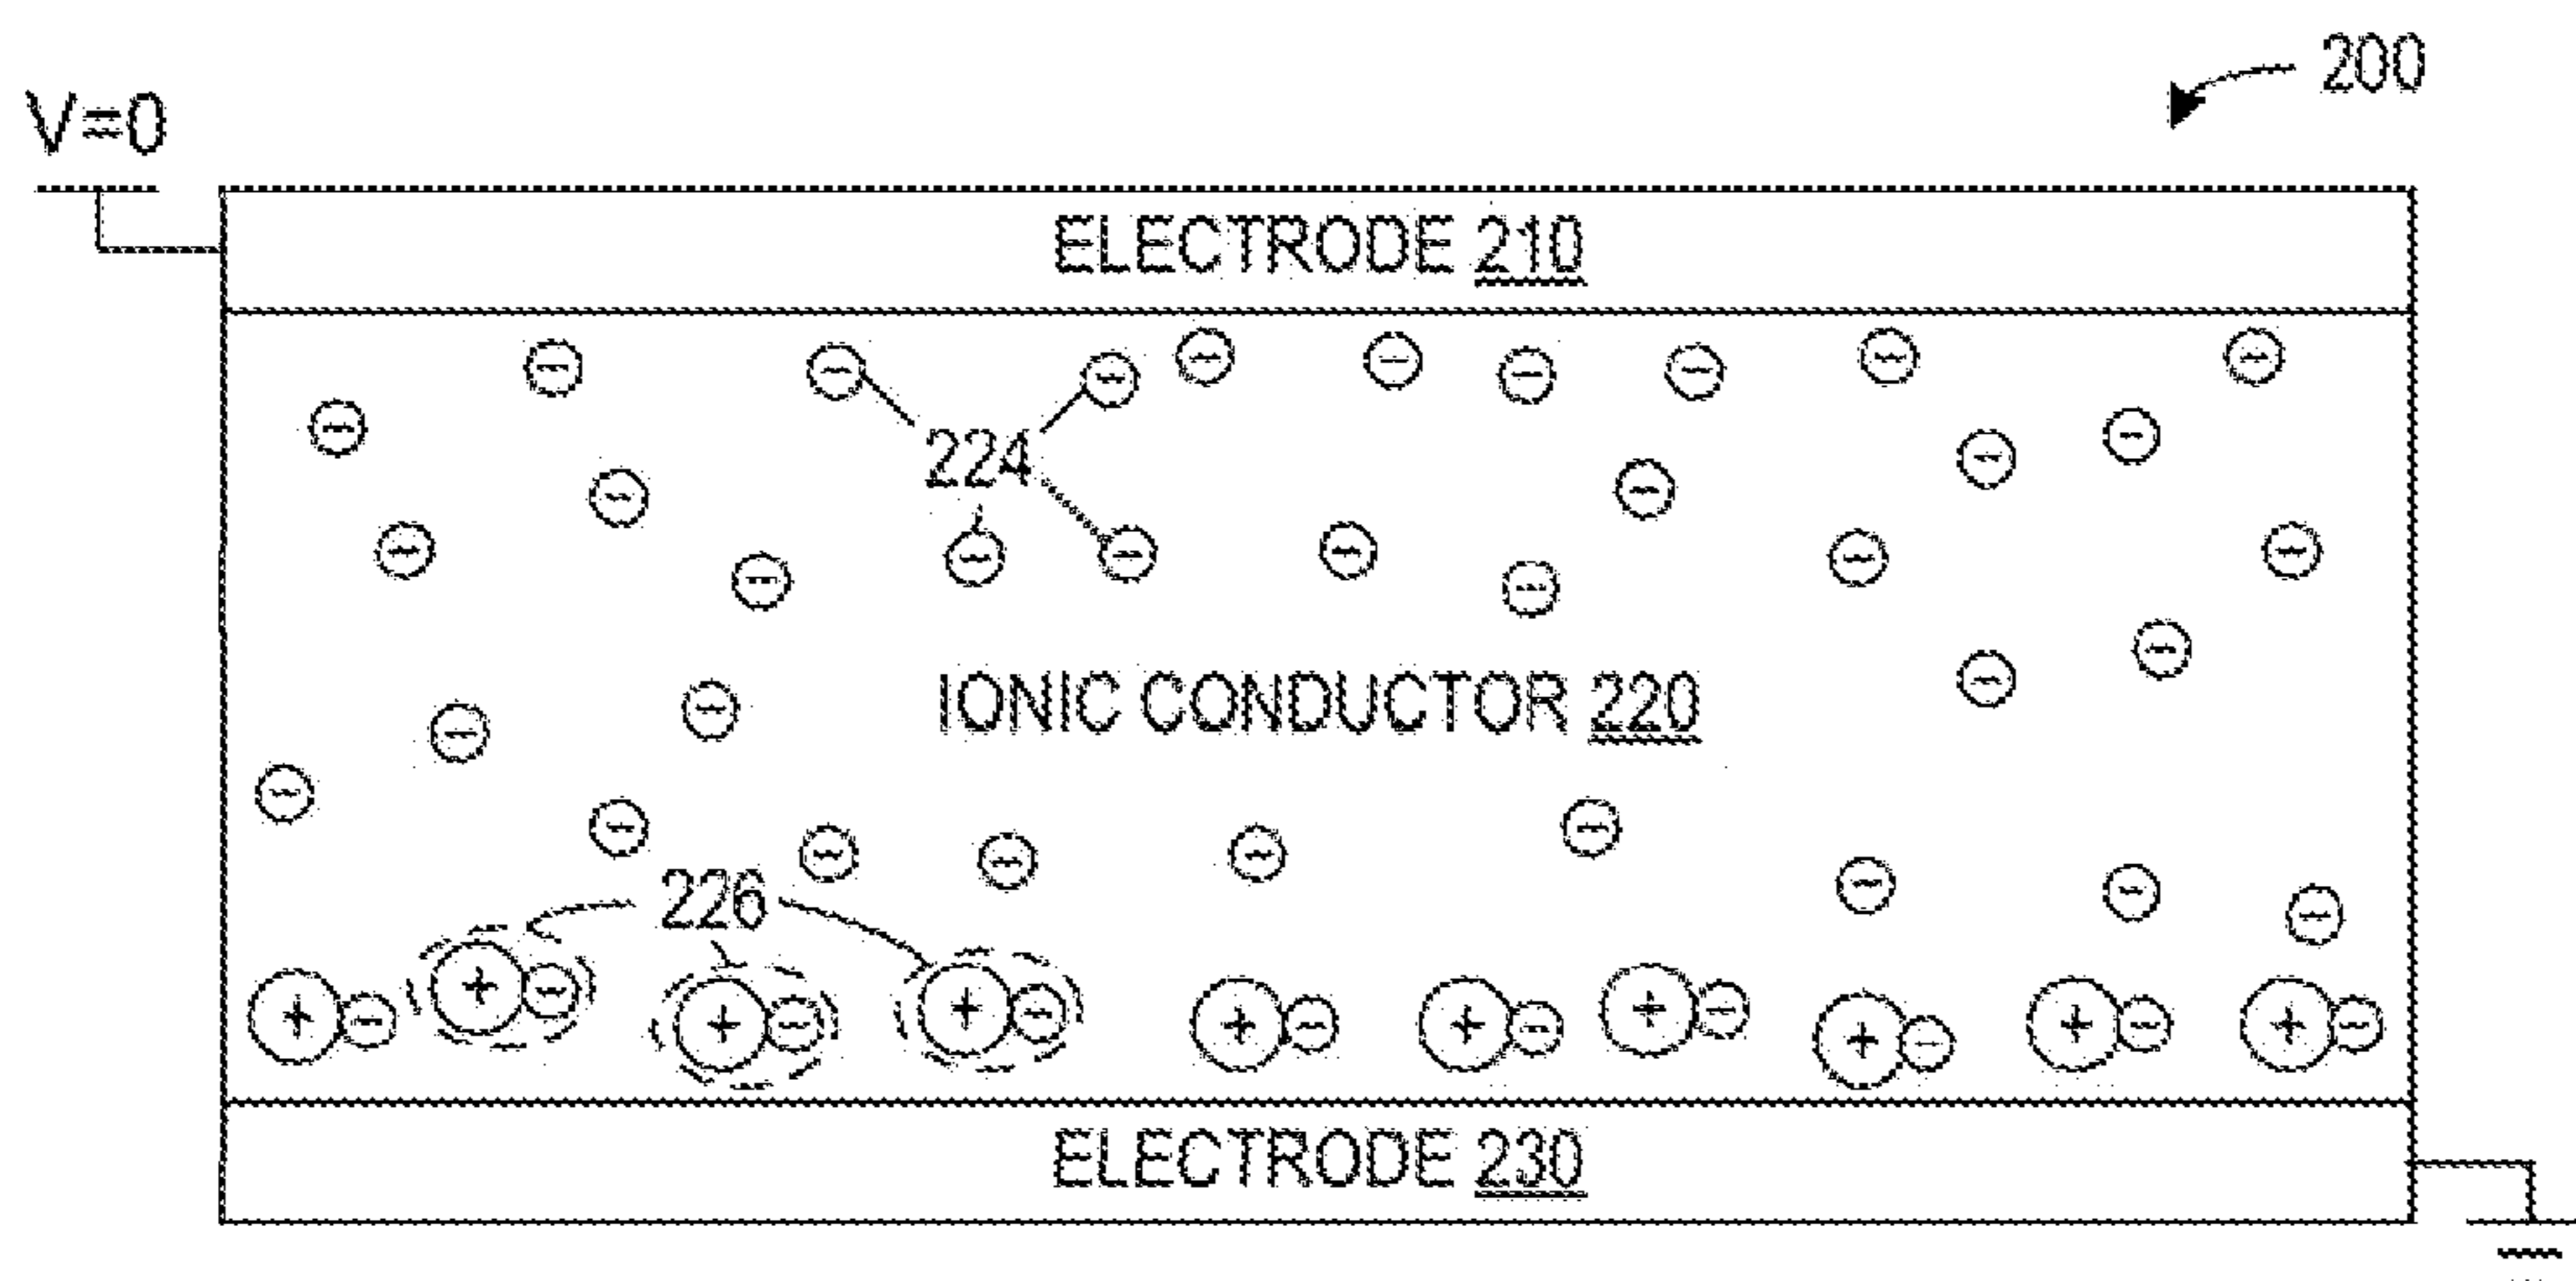 200
V=0
ELECTRODE 210
224
IONIC CONDUCTOR 220
226
ELECTRODE 230